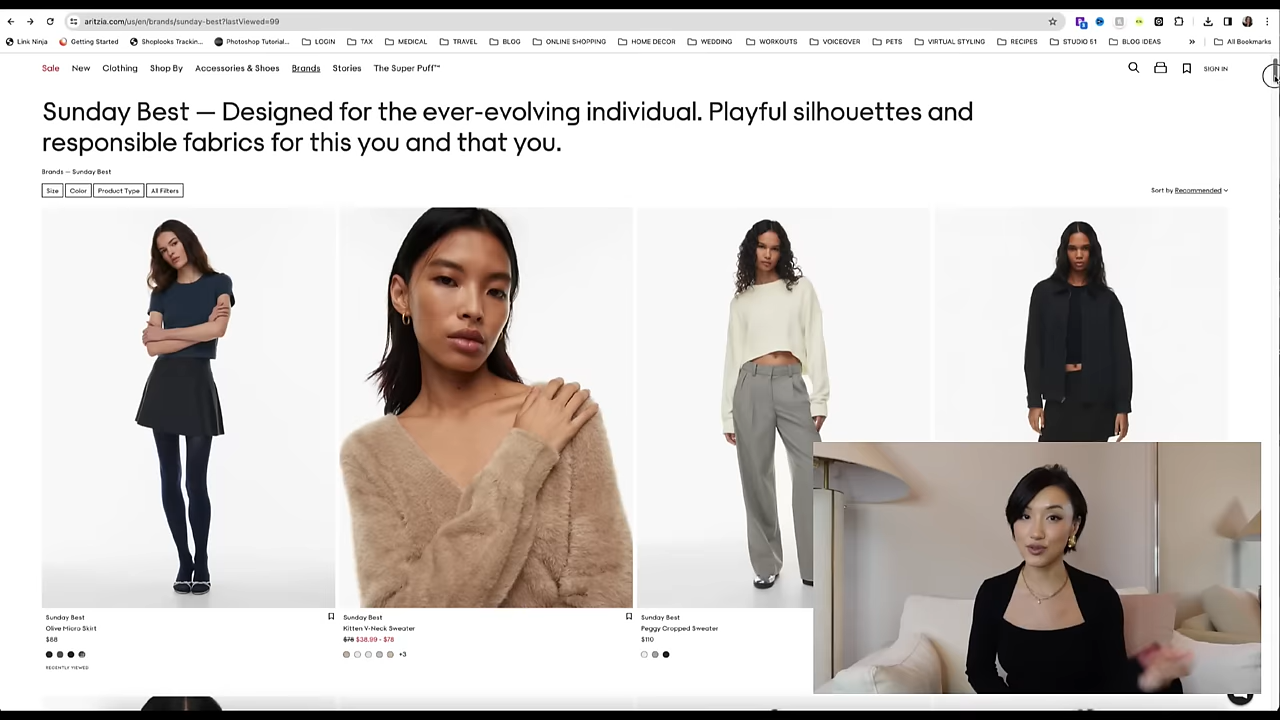 aritzia.com/us/en/brands/sunday-best?lastViewed=99
Link Ninja Getting Started Shoplooks Trackin... Photoshop Tutorial... LOGIN TAX MEDICAL TRAVEL BLOG ONLINE SHOPPING HOME DECOR WEDDING WORKOUTS VOICEOVER PETS VIRTUAL STYLING RECIPES STUDIO 51 BLOG IDEAS » All Bookmarks
Sale New Clothing Shop By Accessories & Shoes Brands Stories The Super Puff™ SIGN IN
Sunday Best — Designed for the ever-evolving individual. Playful silhouettes and
responsible fabrics for this you and that you.
Brands — Sunday Best
Size Color Product Type All Filters Sort by Recommended
Sunday Best
Olive Micro Skirt
$88
RECENTLY VIEWED
Sunday Best
Kitten V-Neck Sweater
$78 $38.99 - $78
+3
Sunday Best
Peggy Cropped Sweater
$110